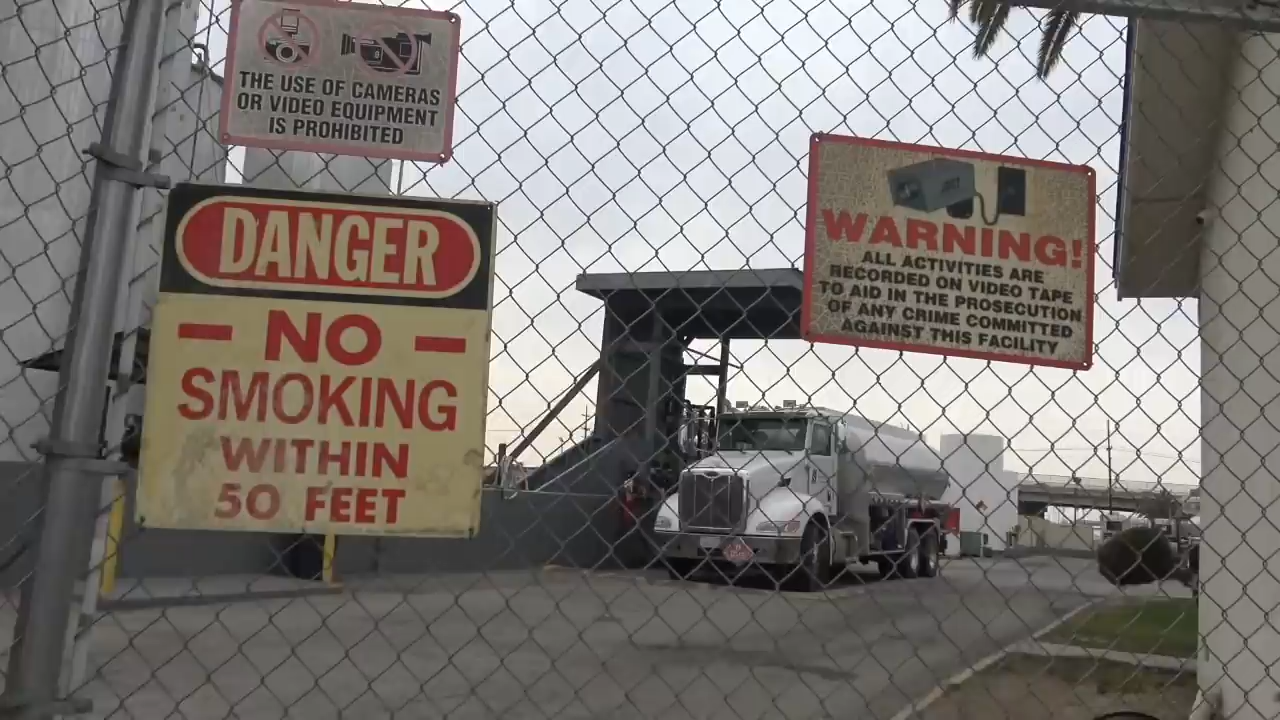 THE USE OF CAMERAS
OR VIDEO EQUIPMENT
IS PROHIBITED
DANGER
NO
SMOKING
WITHIN
50 FEET
WARNING!
ALL ACTIVITIES ARE
RECORDED ON VIDEO TAPE
TO AID IN THE PROSECUTION
OF ANY CRIME COMMITTED
AGAINST THIS FACILITY